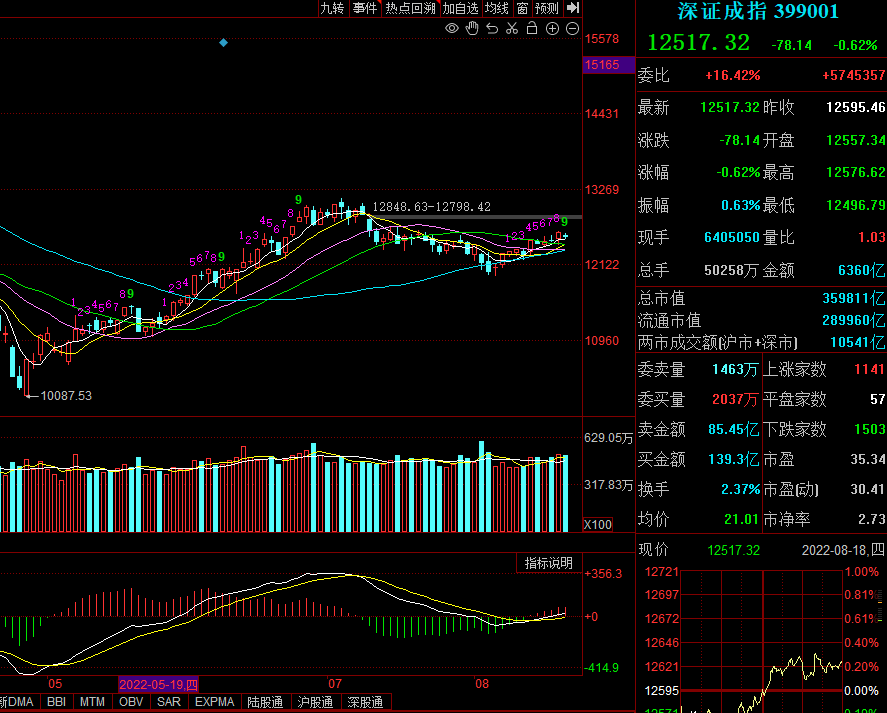 九转 事件 热点回溯 加自选 均线 窗 预测
深证成指 399001
12517.32 -78.14 -0.62%
委比 +16.42% +5745357
最新 12517.32 昨收 12595.46
涨跌 -78.14 开盘 12557.34
涨幅 -0.62% 最高 12576.62
振幅 0.63% 最低 12496.79
现手 6405050 量比 1.03
总手 50258万 金额 6360亿
总市值 359811亿
流通市值 289960亿
两市成交额(沪市+深市) 10541亿
委卖量 1463万 上涨家数 1141
委买量 2037万 平盘家数 57
卖金额 85.45亿 下跌家数 1503
买金额 139.3亿 市盈 35.34
换手 2.37% 市盈(动) 30.41
均价 21.01 市净率 2.73
现价 12517.32 2022-08-18,四
12721 1.00%
12697 0.81%
12672 0.61%
12646 0.40%
12621 0.20%
12595 0.00%
12571
15578
15165
14431
13269
12122
10960
12848.63-12798.42
10087.53
1 2 3 4 5 6 7 8 9
1 2 3 4 5 6 7 8 9
1 2 3 4 5 6 7 8 9
1 2 3 4 5 6 7 8 9
629.05万
317.83万
X100
指标说明
+356.3
+0
-414.9
05 2022-05-19,四 07 08
新DMA BBI MTM OBV SAR EXPMA 陆股通 沪股通 深股通